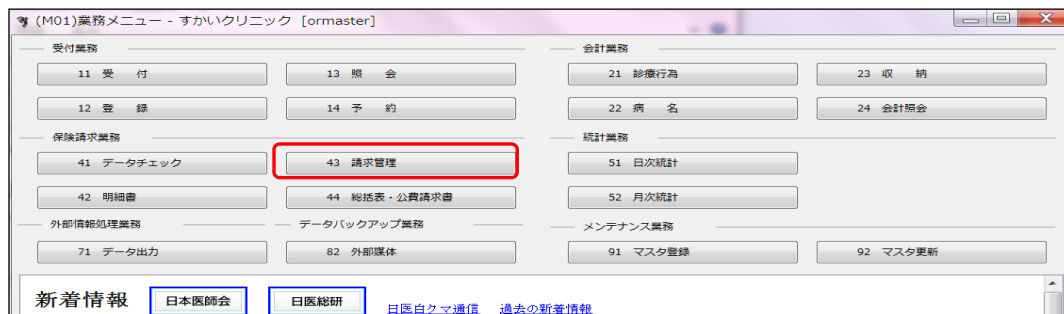 (M01)業務メニュー - すかいクリニック [ormaster]
受付業務 会計業務
11 受 付 13 照 会 21 診療行為 23 収 納
12 登 録 14 予 約 22 病 名 24 会計照会
保険請求業務 統計業務
41 データチェック 43 請求管理 51 日次統計
42 明細書 44 総括表・公費請求書 52 月次統計
外部情報処理業務 データバックアップ業務 メンテナンス業務
71 データ出力 82 外部媒体 91 マスタ登録 92 マスタ更新
新着情報 日本医師会 日医総研 日医白クマ通信 過去の新着情報